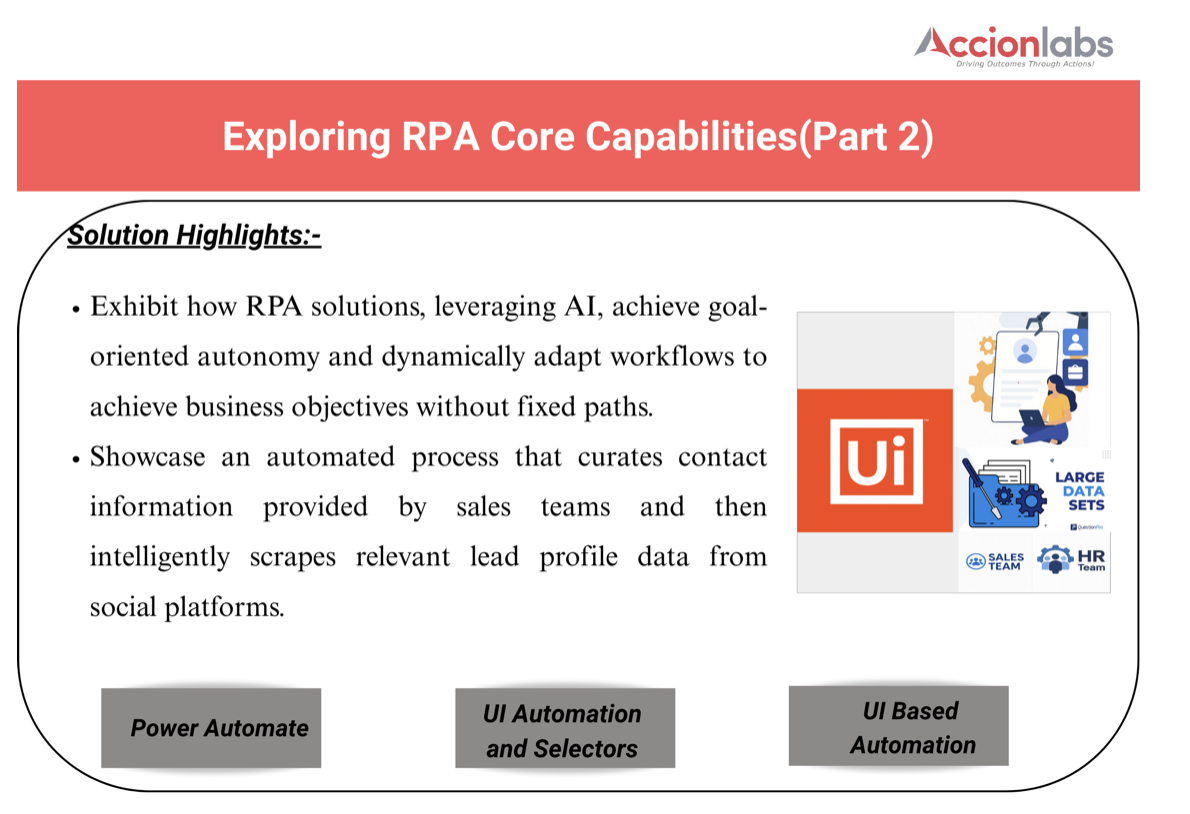 Accionlabs
Driving Outcomes Through Actions!
Exploring RPA Core Capabilities(Part 2)
Solution Highlights:-
• Exhibit how RPA solutions, leveraging AI, achieve goal-
oriented autonomy and dynamically adapt workflows to
achieve business objectives without fixed paths.
• Showcase an automated process that curates contact
information provided by sales teams and then
intelligently scrapes relevant lead profile data from
social platforms.
Ui
LARGE
DATA
SETS
QuestionPro
SALES
TEAM
HR
Team
Power Automate
UI Automation
and Selectors
UI Based
Automation